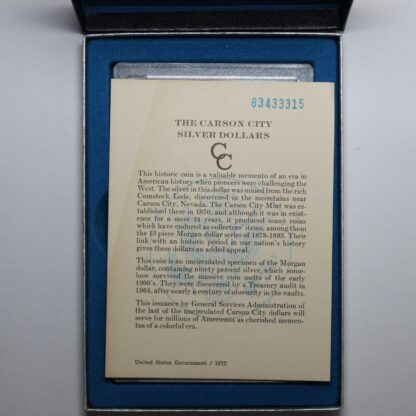 83433315
THE CARSON CITY
SILVER DOLLARS
CC
This historic coin is a valuable memento of an era in
American history when pioneers were challenging the
West. The silver in this dollar was mined from the rich
Comstock Lode, discovered in the mountains near
Carson City, Nevada. The Carson City Mint was es-
tablished there in 1870, and although it was in exist-
ence for a mere 24 years, it produced many coins
which have endured as collectors' items, among them
the 13 piece Morgan dollar series of 1878-1893. Their
link with an historic period in our nation's history
gives these dollars an added appeal.
This coin is an uncirculated specimen of the Morgan
dollar, containing ninety percent silver, which some-
how survived the massive coin melts of the early
1900's. They were discovered by a Treasury audit in
1964, after nearly a century of obscurity in the vaults.
This issuance by General Services Administration of
the last of the uncirculated Carson City dollars will
serve for millions of Americans as cherished memen-
tos of a colorful era.
United States Government / 1972